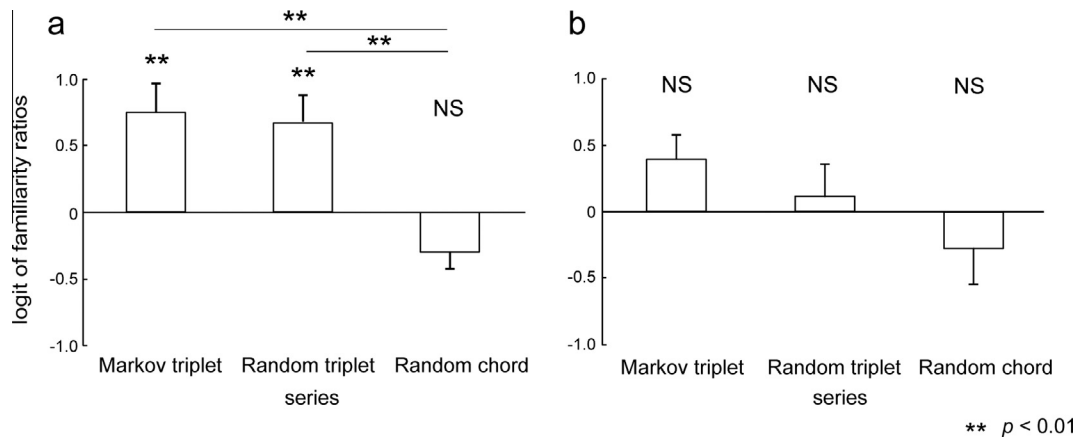 a
**
**
**
**
NS
1.0
0.5
0
-0.5
-1.0
logit of familiarity ratios
Markov triplet
Random triplet
Random chord
series
b
NS
NS
NS
1.0
0.5
0
-0.5
-1.0
Markov triplet
Random triplet
Random chord
series
** p < 0.01